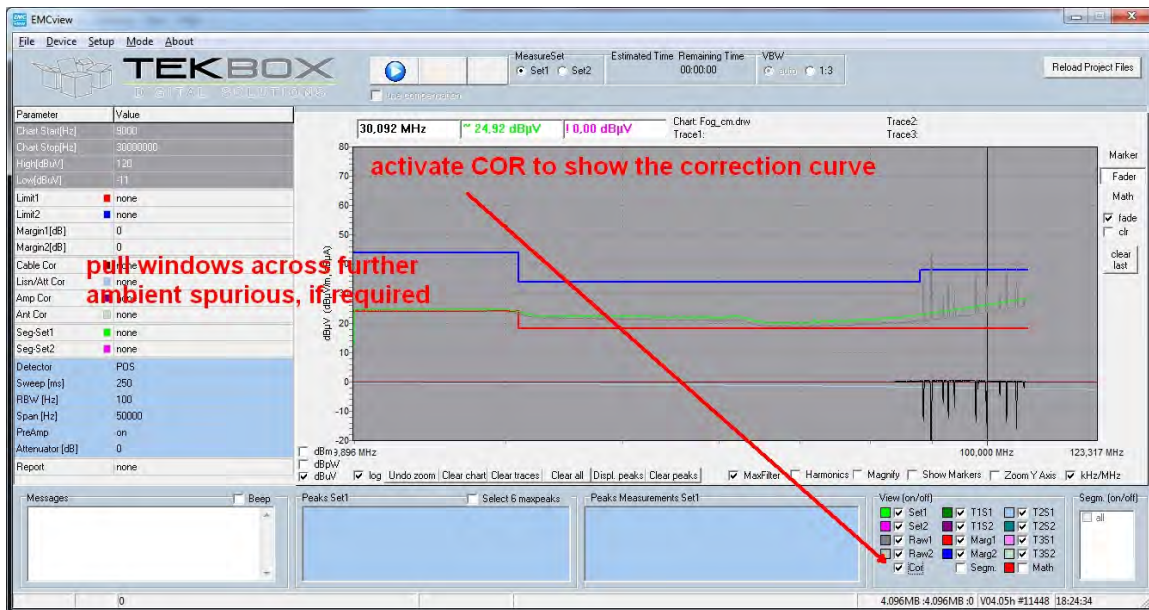 EMCview
File Device Setup Mode About
TEKBOX
DIGITAL SOLUTIONS
use compensation
MeasureSet
Set1 Set2
Estimated Time Remaining Time
00:00:00
VBW
auto 1:3
Reload Project Files
Parameter Value
Chart Start[Hz] 9000
Chart Stop[Hz] 30000000
High[dBuV] 120
Low[dBuV] -11
Limit1 none
Limit2 none
Margin1[dB] 0
Margin2[dB] 0
Cable Cor none
Lisn/Att Cor none
Amp Cor none
Ant Cor none
Seg-Set1 none
Seg-Set2 none
Detector POS
Sweep [ms] 250
RBW [Hz] 100
Span [Hz] 50000
PreAmp on
Attenuator [dB] 0
Report none
pull windows across further
ambient spurious, if required
30,092 MHz ~ 24,92 dBµV ! 0,00 dBµV
Chart: Fog_cm.drw
Trace1:
Trace2:
Trace3:
activate COR to show the correction curve
dBµV (dBµV/m, dBµA)
80
70
60
50
40
30
20
10
0
-10
-20
100,000 MHz 123,317 MHz
Marker
Fader
Math
fade
clr
clear
last
dBm
dBpW
dBuV
log Undo zoom Clear chart Clear traces Clear all Displ. peaks Clear peaks MaxFilter Harmonics Magnify Show Markers Zoom Y Axis kHz/MHz
Messages Beep
Peaks Set1 Select 6 maxpeaks
Peaks Measurements Set1
View (on/off)
Set1 T1S1 T2S1
Set2 T1S2 T2S2
Raw1 Marg1 T3S1
Raw2 Marg2 T3S2
Cor Segm. Math
Segm. (on/off)
all
0
4.096MB :4.096MB :0 V04.05h #11448 18:24:34